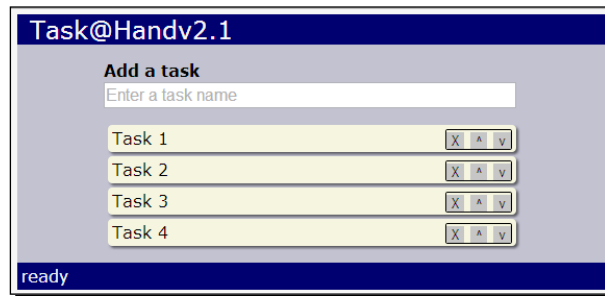 Task@Handv2.1
Add a task
Enter a task name
Task 1 X ^ v
Task 2 X ^ v
Task 3 X ^ v
Task 4 X ^ v
ready